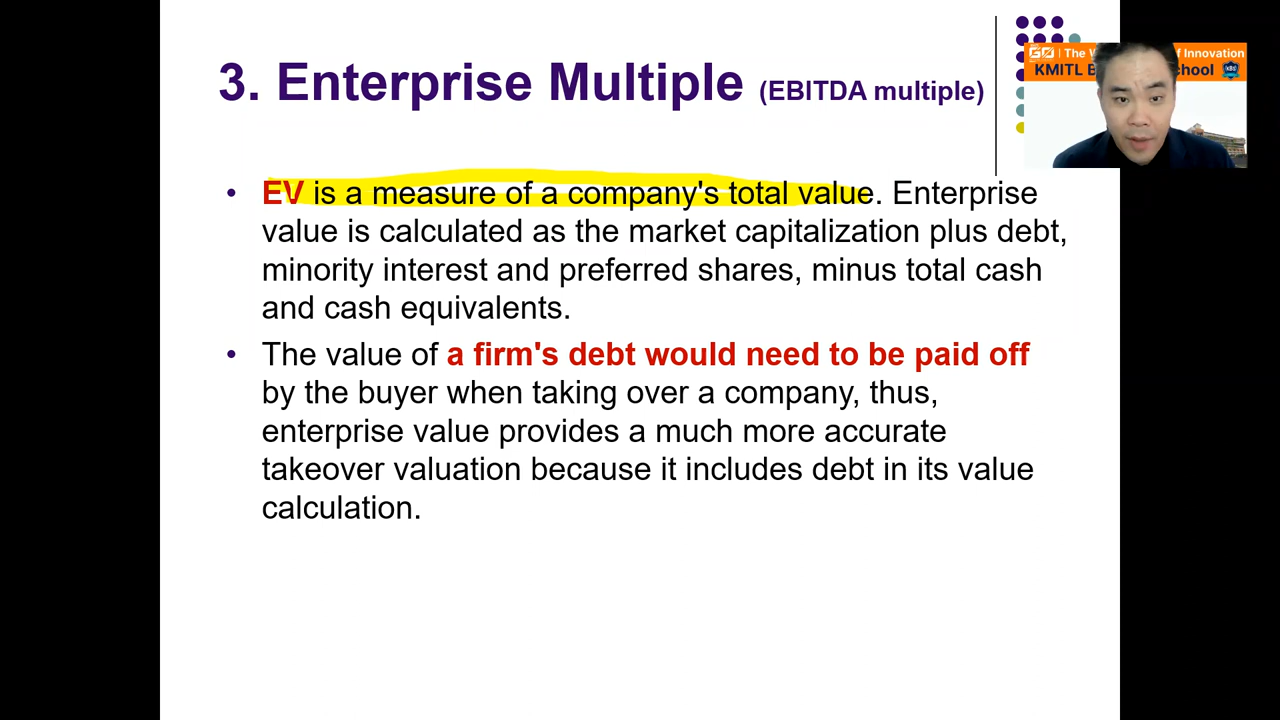 3. Enterprise Multiple (EBITDA multiple)
• EV is a measure of a company's total value. Enterprise
value is calculated as the market capitalization plus debt,
minority interest and preferred shares, minus total cash
and cash equivalents.
• The value of a firm's debt would need to be paid off
by the buyer when taking over a company, thus,
enterprise value provides a much more accurate
takeover valuation because it includes debt in its value
calculation.
GO | The f Innovation
KMITL B chool